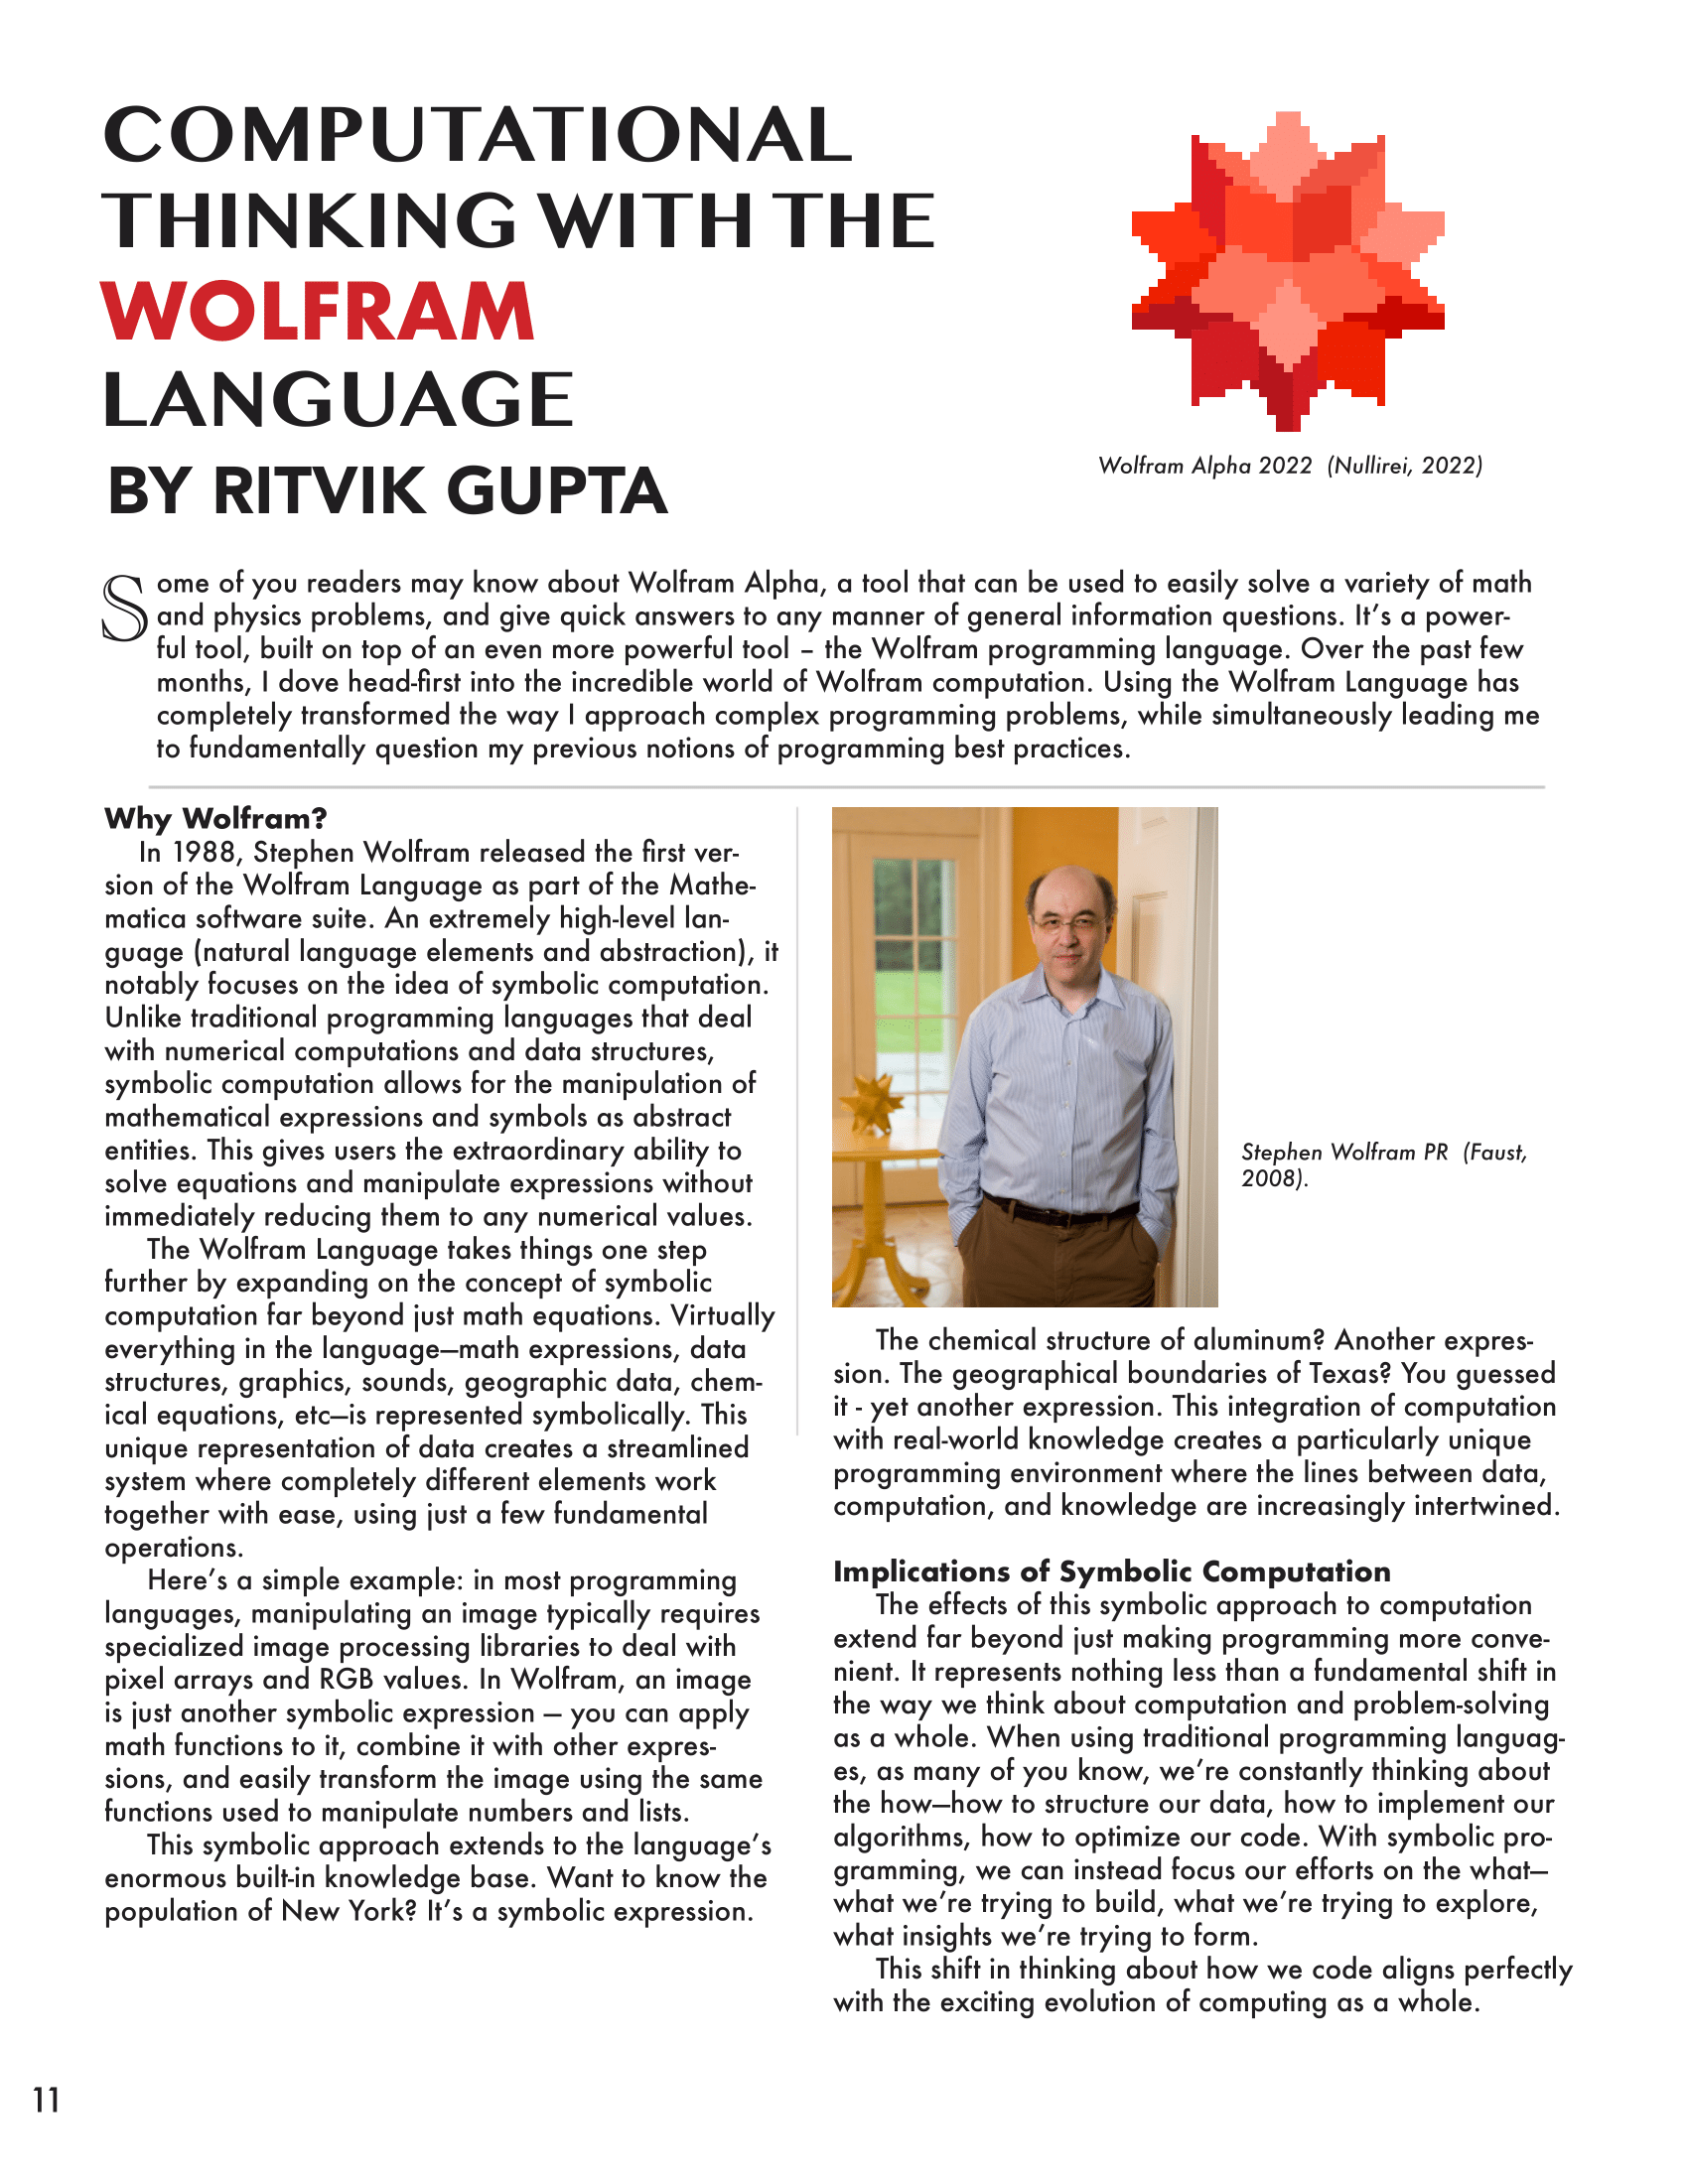 COMPUTATIONAL
THINKING WITH THE
WOLFRAM
LANGUAGE
BY RITVIK GUPTA
Wolfram Alpha 2022 (Nullirei, 2022)
Some of you readers may know about Wolfram Alpha, a tool that can be used to easily solve a variety of math
and physics problems, and give quick answers to any manner of general information questions. It’s a power-
ful tool, built on top of an even more powerful tool – the Wolfram programming language. Over the past few
months, I dove head-first into the incredible world of Wolfram computation. Using the Wolfram Language has
completely transformed the way I approach complex programming problems, while simultaneously leading me
to fundamentally question my previous notions of programming best practices.
Why Wolfram?
In 1988, Stephen Wolfram released the first ver-
sion of the Wolfram Language as part of the Mathe-
matica software suite. An extremely high-level lan-
guage (natural language elements and abstraction), it
notably focuses on the idea of symbolic computation.
Unlike traditional programming languages that deal
with numerical computations and data structures,
symbolic computation allows for the manipulation of
mathematical expressions and symbols as abstract
entities. This gives users the extraordinary ability to
solve equations and manipulate expressions without
immediately reducing them to any numerical values.
The Wolfram Language takes things one step
further by expanding on the concept of symbolic
computation far beyond just math equations. Virtually
everything in the language—math expressions, data
structures, graphics, sounds, geographic data, chem-
ical equations, etc—is represented symbolically. This
unique representation of data creates a streamlined
system where completely different elements work
together with ease, using just a few fundamental
operations.
Here’s a simple example: in most programming
languages, manipulating an image typically requires
specialized image processing libraries to deal with
pixel arrays and RGB values. In Wolfram, an image
is just another symbolic expression — you can apply
math functions to it, combine it with other expres-
sions, and easily transform the image using the same
functions used to manipulate numbers and lists.
This symbolic approach extends to the language’s
enormous built-in knowledge base. Want to know the
population of New York? It’s a symbolic expression.
Stephen Wolfram PR (Faust,
2008).
The chemical structure of aluminum? Another expres-
sion. The geographical boundaries of Texas? You guessed
it - yet another expression. This integration of computation
with real-world knowledge creates a particularly unique
programming environment where the lines between data,
computation, and knowledge are increasingly intertwined.
Implications of Symbolic Computation
The effects of this symbolic approach to computation
extend far beyond just making programming more conve-
nient. It represents nothing less than a fundamental shift in
the way we think about computation and problem-solving
as a whole. When using traditional programming languag-
es, as many of you know, we’re constantly thinking about
the how—how to structure our data, how to implement our
algorithms, how to optimize our code. With symbolic pro-
gramming, we can instead focus our efforts on the what—
what we’re trying to build, what we’re trying to explore,
what insights we’re trying to form.
This shift in thinking about how we code aligns perfectly
with the exciting evolution of computing as a whole.
11